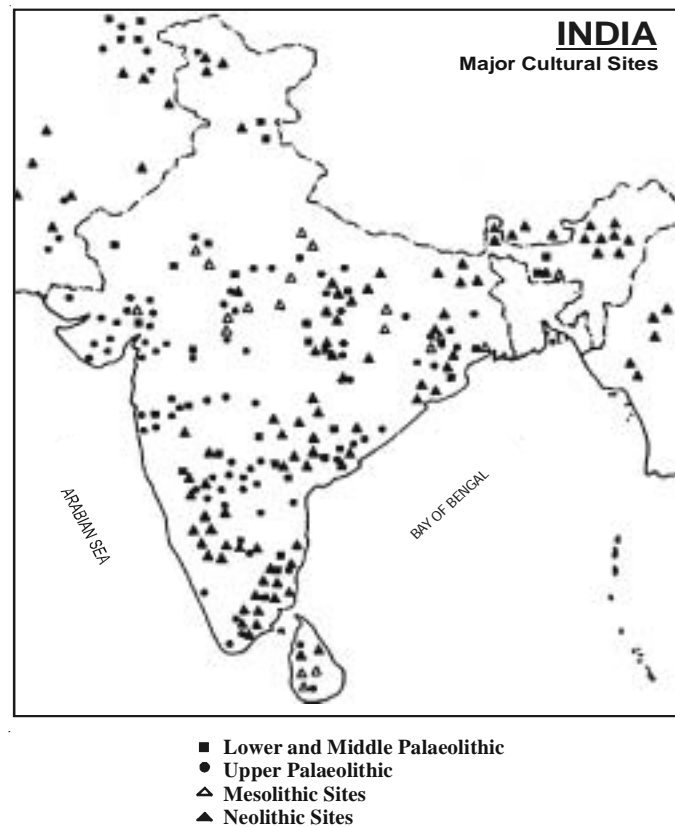 INDIA
Major Cultural Sites
ARABIAN SEA
BAY OF BENGAL
Lower and Middle Palaeolithic
Upper Palaeolithic
Mesolithic Sites
Neolithic Sites